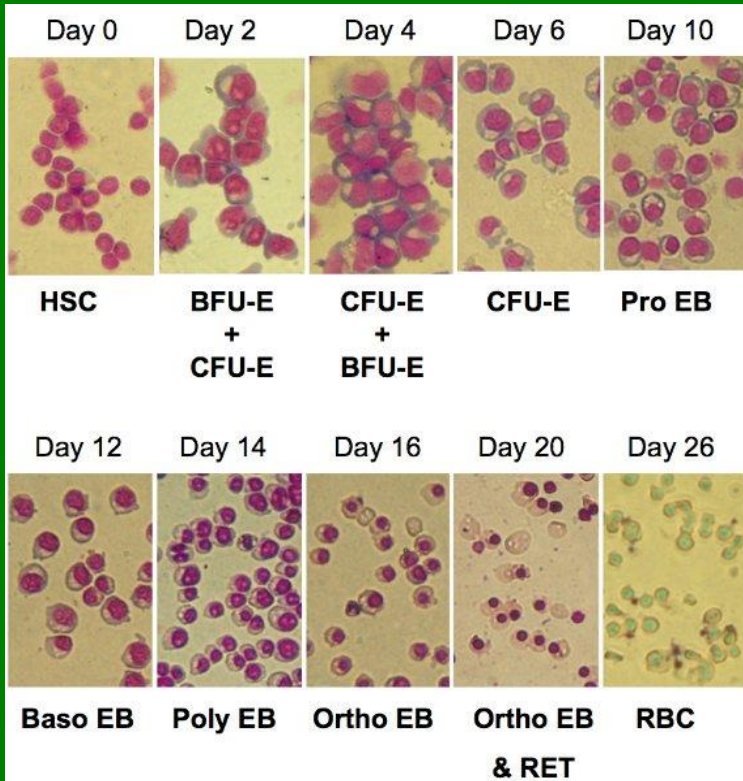 Day 0 Day 2 Day 4 Day 6 Day 10
HSC BFU-E CFU-E CFU-E Pro EB
+ +
CFU-E BFU-E
Day 12 Day 14 Day 16 Day 20 Day 26
Baso EB Poly EB Ortho EB Ortho EB RBC
& RET